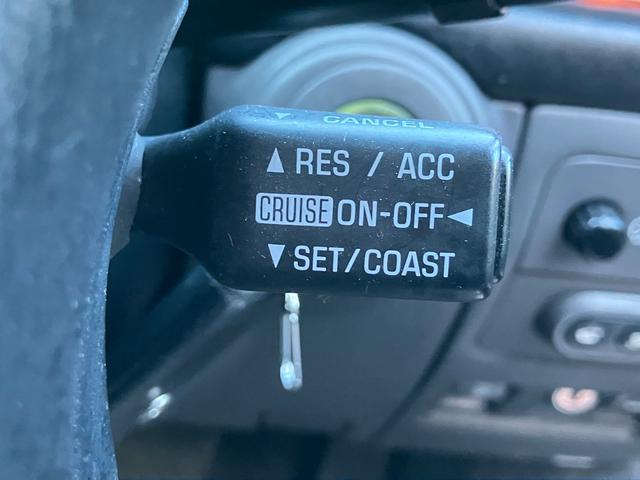 ▼ CANCEL
▲ RES / ACC
CRUISE ON-OFF ◄
▼ SET/COAST